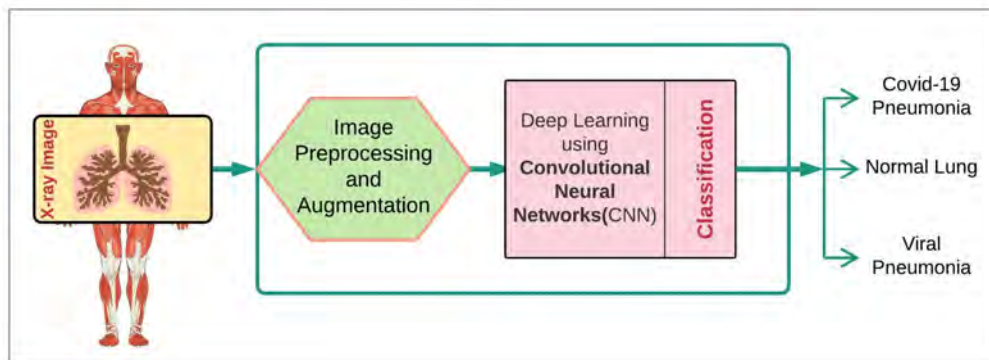 X-ray Image
Image
Preprocessing
and
Augmentation
Deep Learning
using
Convolutional
Neural
Networks(CNN)
Classification
Covid-19
Pneumonia
Normal Lung
Viral
Pneumonia